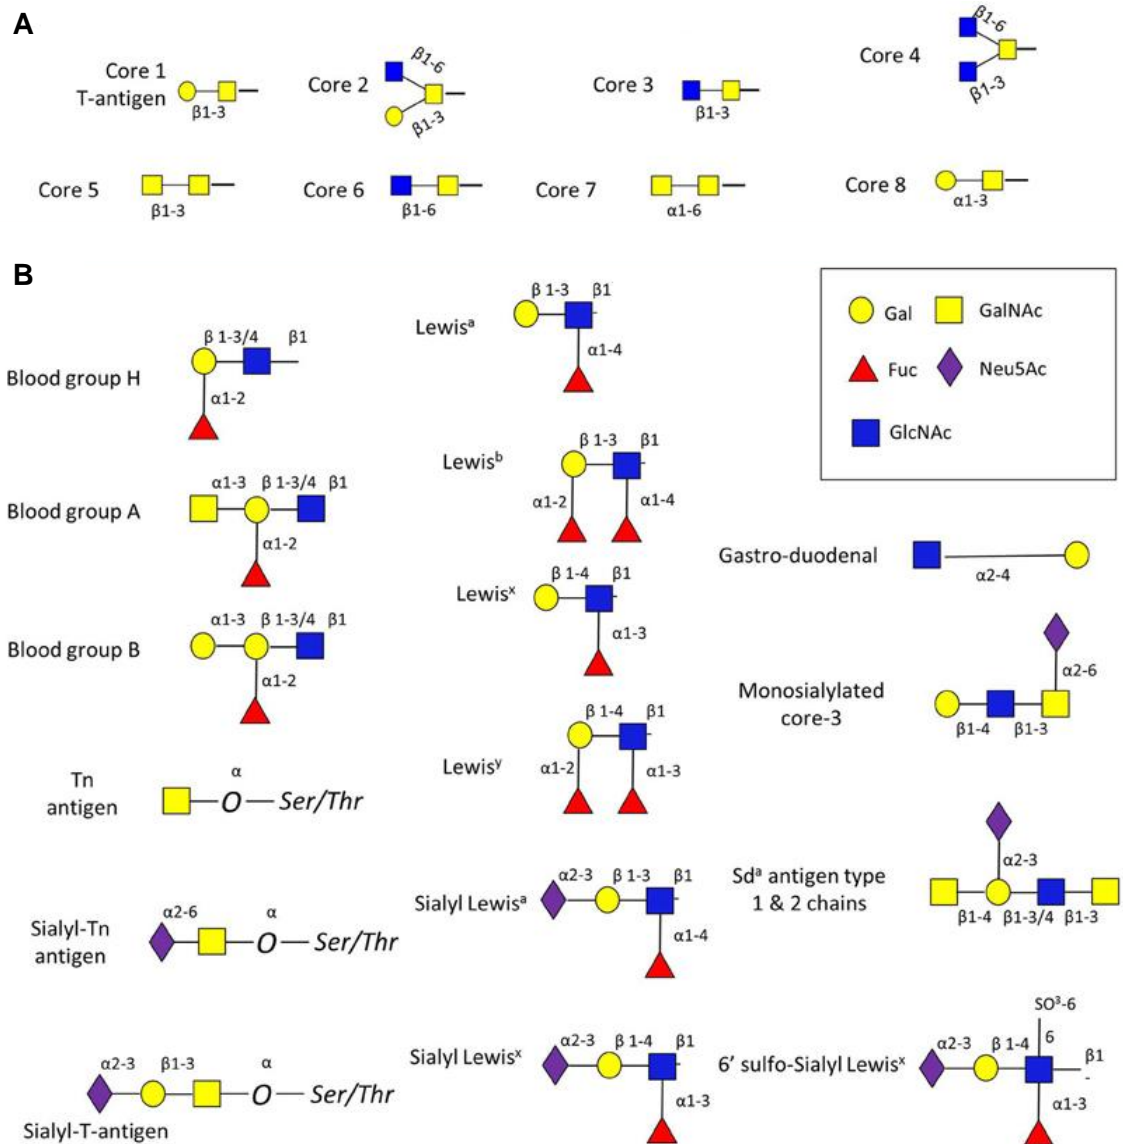 A
Core 1
T-antigen
β1-3
Core 2
β1-6
β1-3
Core 3
β1-3
Core 4
β1-6
β1-3
Core 5
β1-3
Core 6
β1-6
Core 7
α1-6
Core 8
α1-3
B
Blood group H
β 1-3/4
β1
α1-2
Blood group A
α1-3 β 1-3/4 β1
α1-2
Blood group B
α1-3 β 1-3/4 β1
α1-2
Tn
antigen
α
O Ser/Thr
Sialyl-Tn
antigen
α2-6
α
O Ser/Thr
α2-3 β1-3 α
O Ser/Thr
Sialyl-T-antigen
Lewisᵃ
β 1-3 β1
α1-4
Lewisᵇ
β 1-3 β1
α1-2 α1-4
Lewisˣ
β 1-4 β1
α1-3
Lewisʸ
β 1-4 β1
α1-2 α1-3
Sialyl Lewisᵃ
α2-3 β 1-3 β1
α1-4
Sialyl Lewisˣ
α2-3 β 1-4 β1
α1-3
Gal GalNAc
Fuc Neu5Ac
GlcNAc
Gastro-duodenal
α2-4
Monosialylated
core-3
α2-6
β1-4 β1-3
Sdᵃ antigen type
1 & 2 chains
α2-3
β1-4 β1-3/4 β1-3
6′ sulfo-Sialyl Lewisˣ
SO³-6
α2-3 β 1-4 6 β1
α1-3